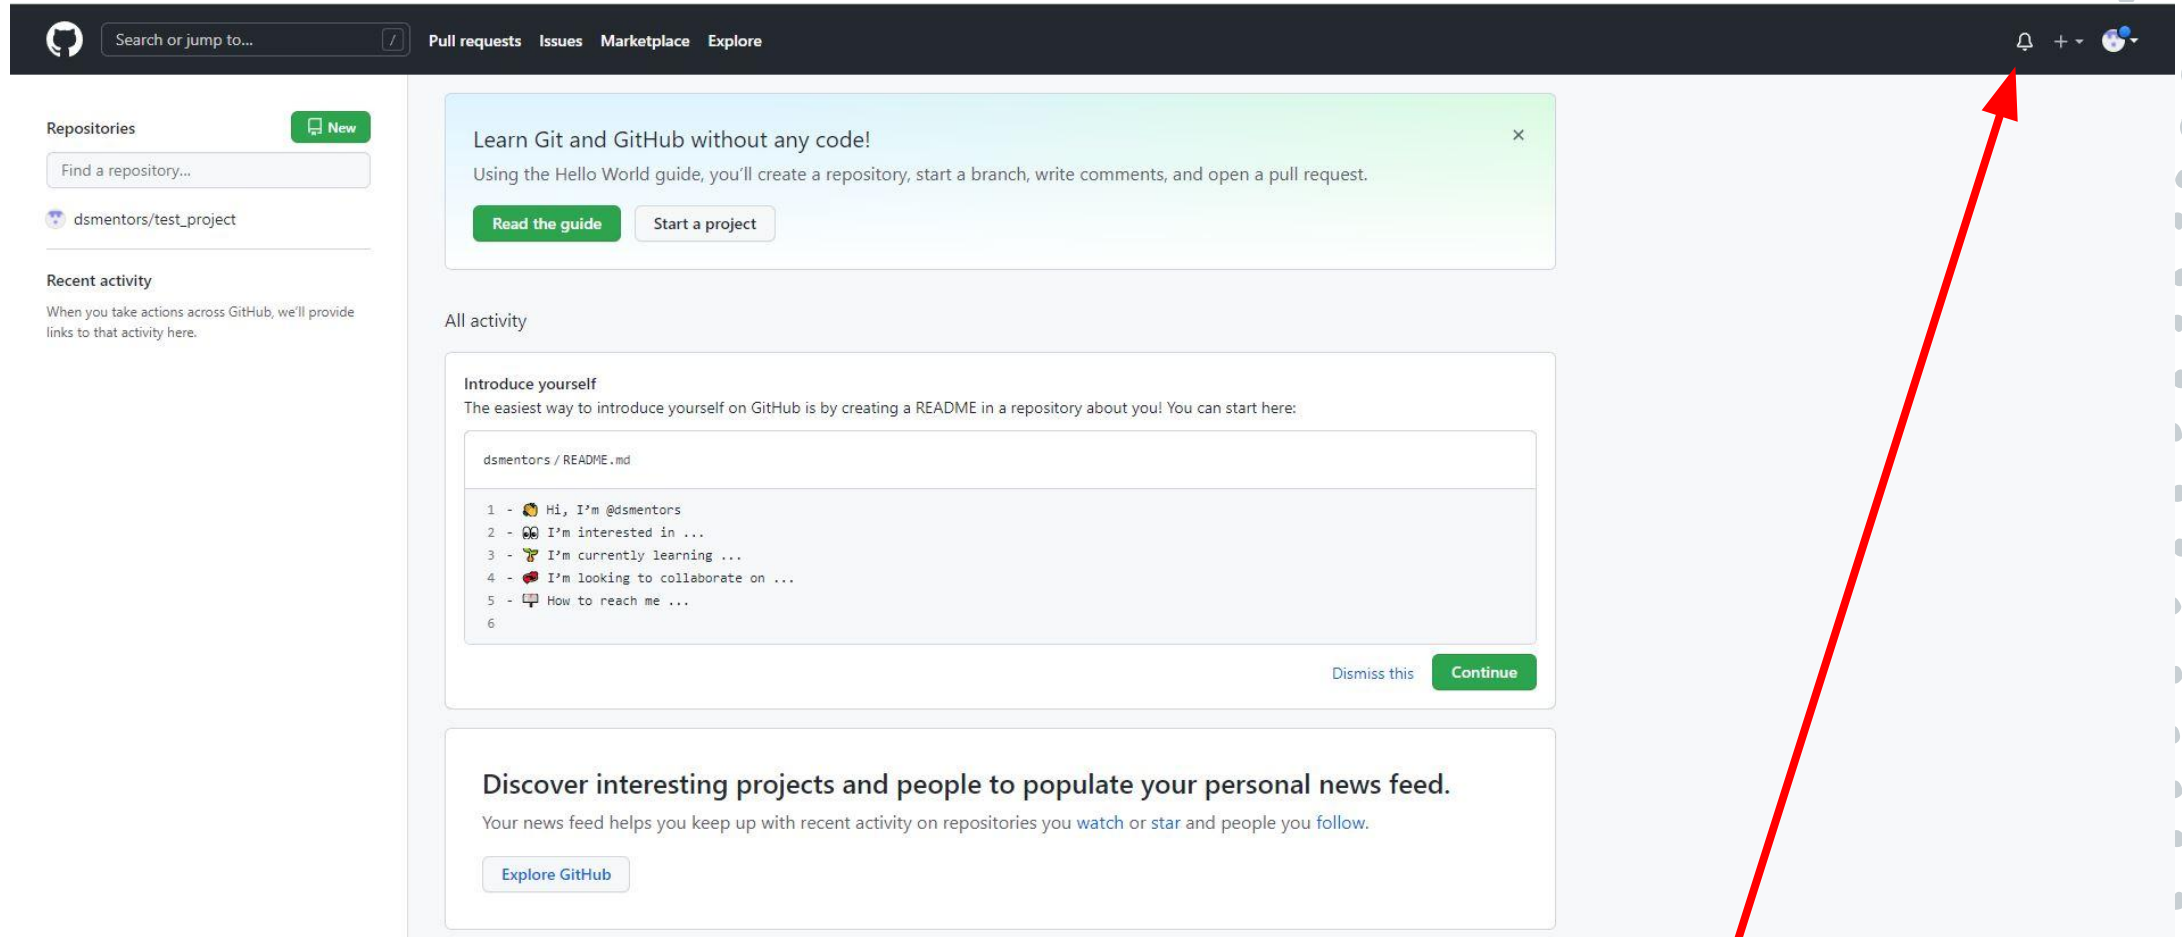 Search or jump to... /
Pull requests Issues Marketplace Explore
Repositories
New
Find a repository...
dsmentors/test_project
Recent activity
When you take actions across GitHub, we'll provide
links to that activity here.
Learn Git and GitHub without any code!
Using the Hello World guide, you'll create a repository, start a branch, write comments, and open a pull request.
Read the guide
Start a project
All activity
Introduce yourself
The easiest way to introduce yourself on GitHub is by creating a README in a repository about you! You can start here:
dsmentors / README.md
1 - 👋 Hi, I'm @dsmentors
2 - 👀 I'm interested in ...
3 - 🌱 I'm currently learning ...
4 - 💞️ I'm looking to collaborate on ...
5 - 📫 How to reach me ...
6
Dismiss this
Continue
Discover interesting projects and people to populate your personal news feed.
Your news feed helps you keep up with recent activity on repositories you watch or star and people you follow.
Explore GitHub